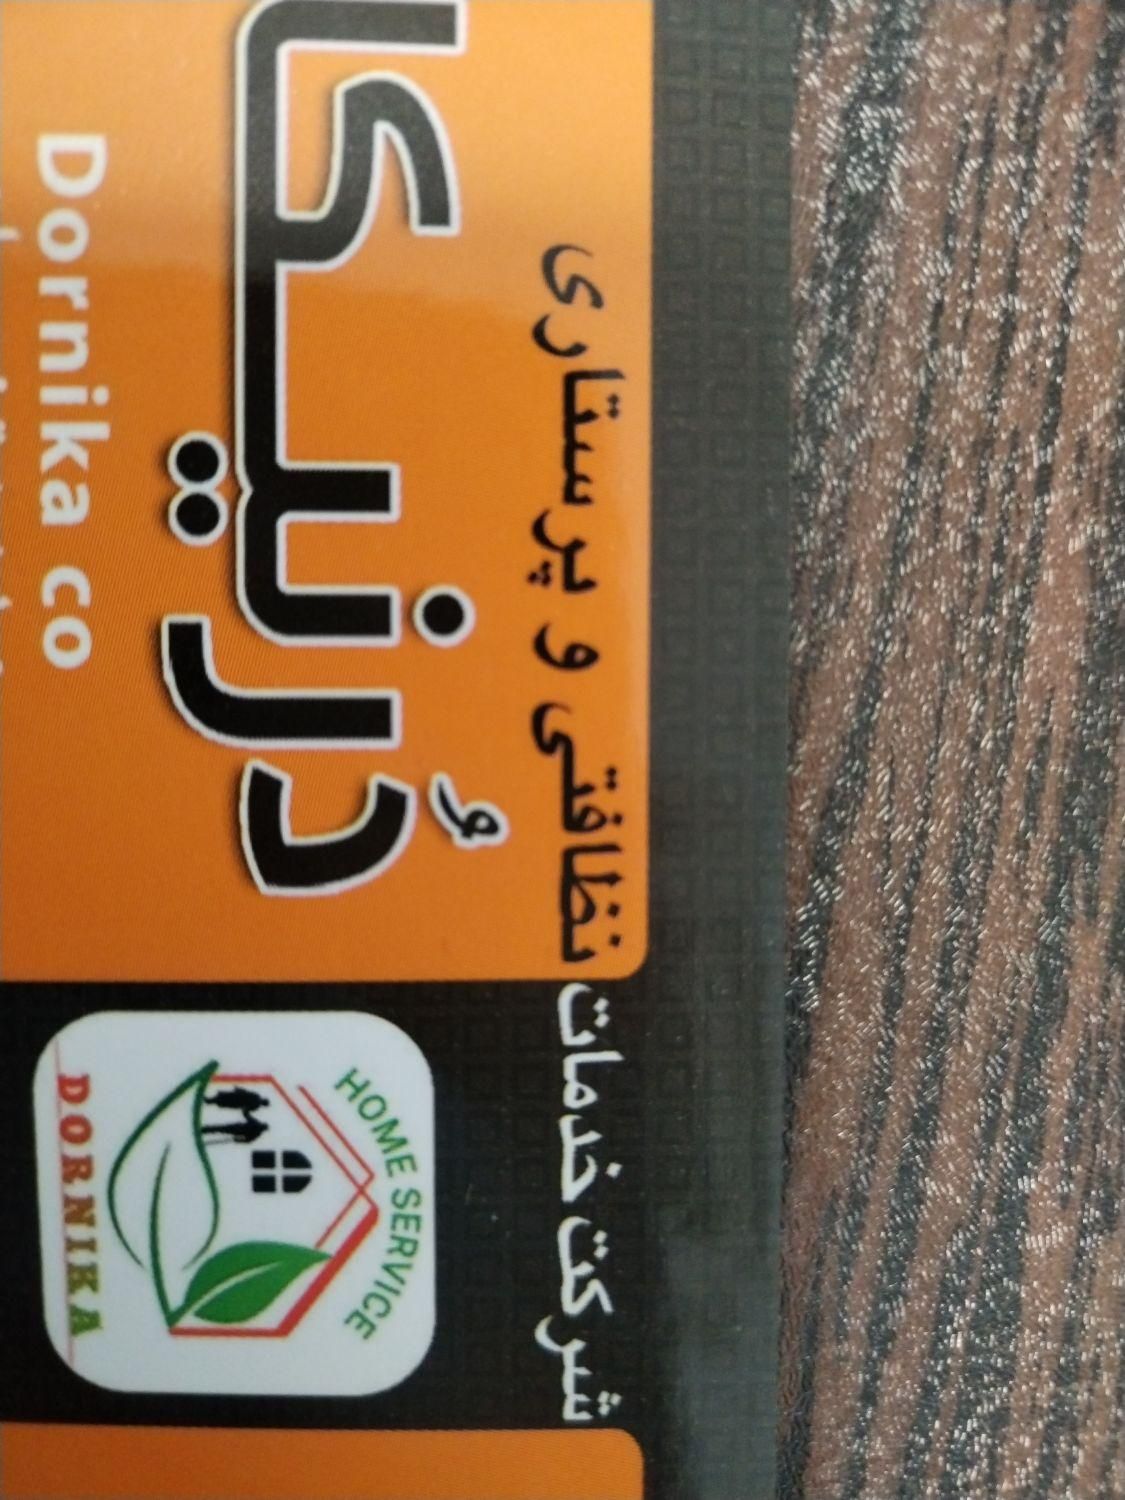 شرکت خدمات نظافتی و پرستاری
دُرنیکا
Dornika co
HOME SERVICE
DORNIKA